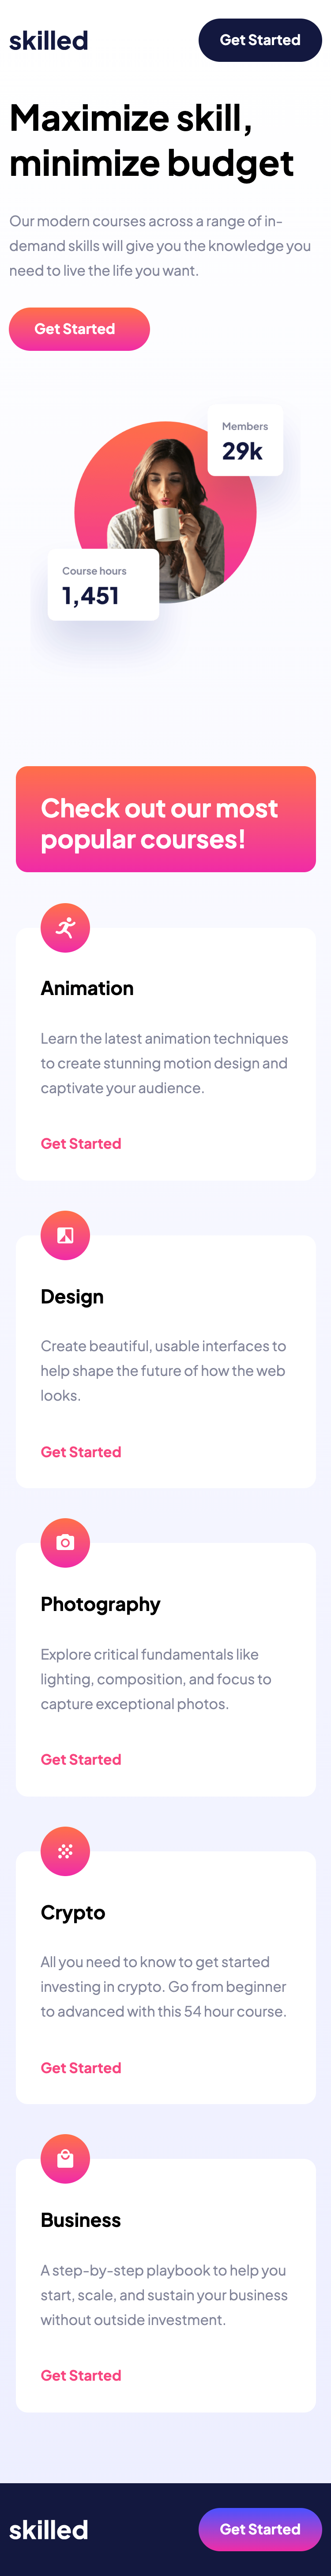 skilled
Get Started
Maximize skill,
minimize budget
Our modern courses across a range of in-
demand skills will give you the knowledge you
need to live the life you want.
Get Started
Members
29k
Course hours
1,451
Check out our most
popular courses!
Animation
Learn the latest animation techniques
to create stunning motion design and
captivate your audience.
Get Started
Design
Create beautiful, usable interfaces to
help shape the future of how the web
looks.
Get Started
Photography
Explore critical fundamentals like
lighting, composition, and focus to
capture exceptional photos.
Get Started
Crypto
All you need to know to get started
investing in crypto. Go from beginner
to advanced with this 54 hour course.
Get Started
Business
A step-by-step playbook to help you
start, scale, and sustain your business
without outside investment.
Get Started
skilled
Get Started